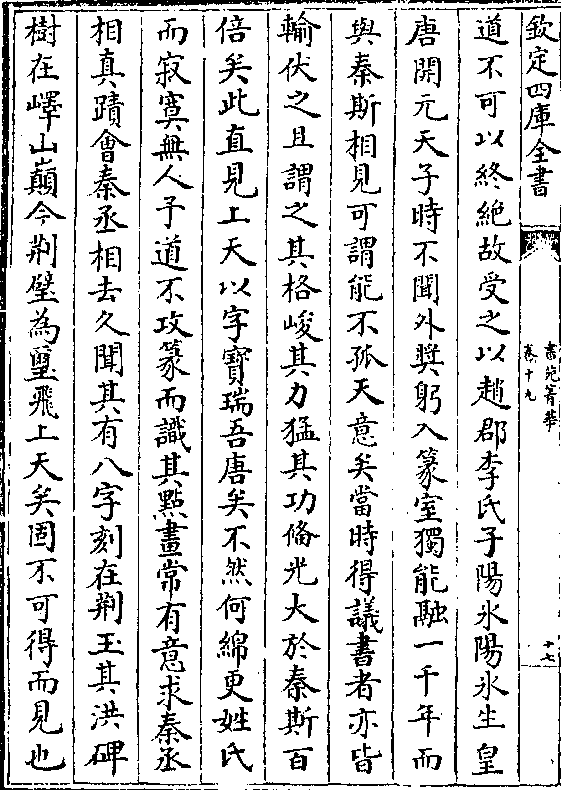 欽定四庫全書
書苑菁華
卷十九
十七
道不可以終絕故受之以趙郡李氏子陽氷陽氷生皇
唐開元天子時不聞外奬躬入篆室獨能融一千年而
與秦斯相見可謂能不孤天意矣當時得議書者亦皆
輸伏之且謂之其格峻其力猛其功備光大於秦斯百
倍矣此直見上天以字寳瑞吾唐矣不然何綿更姓氏
而寂寞無人予道不攻篆而識其點畫常有意求秦丞
相真蹟會秦丞相去久聞其有八字刻在荆玉其洪碑
樹在嶧山巔今荆璧為璽飛上天矣固不可得而見也